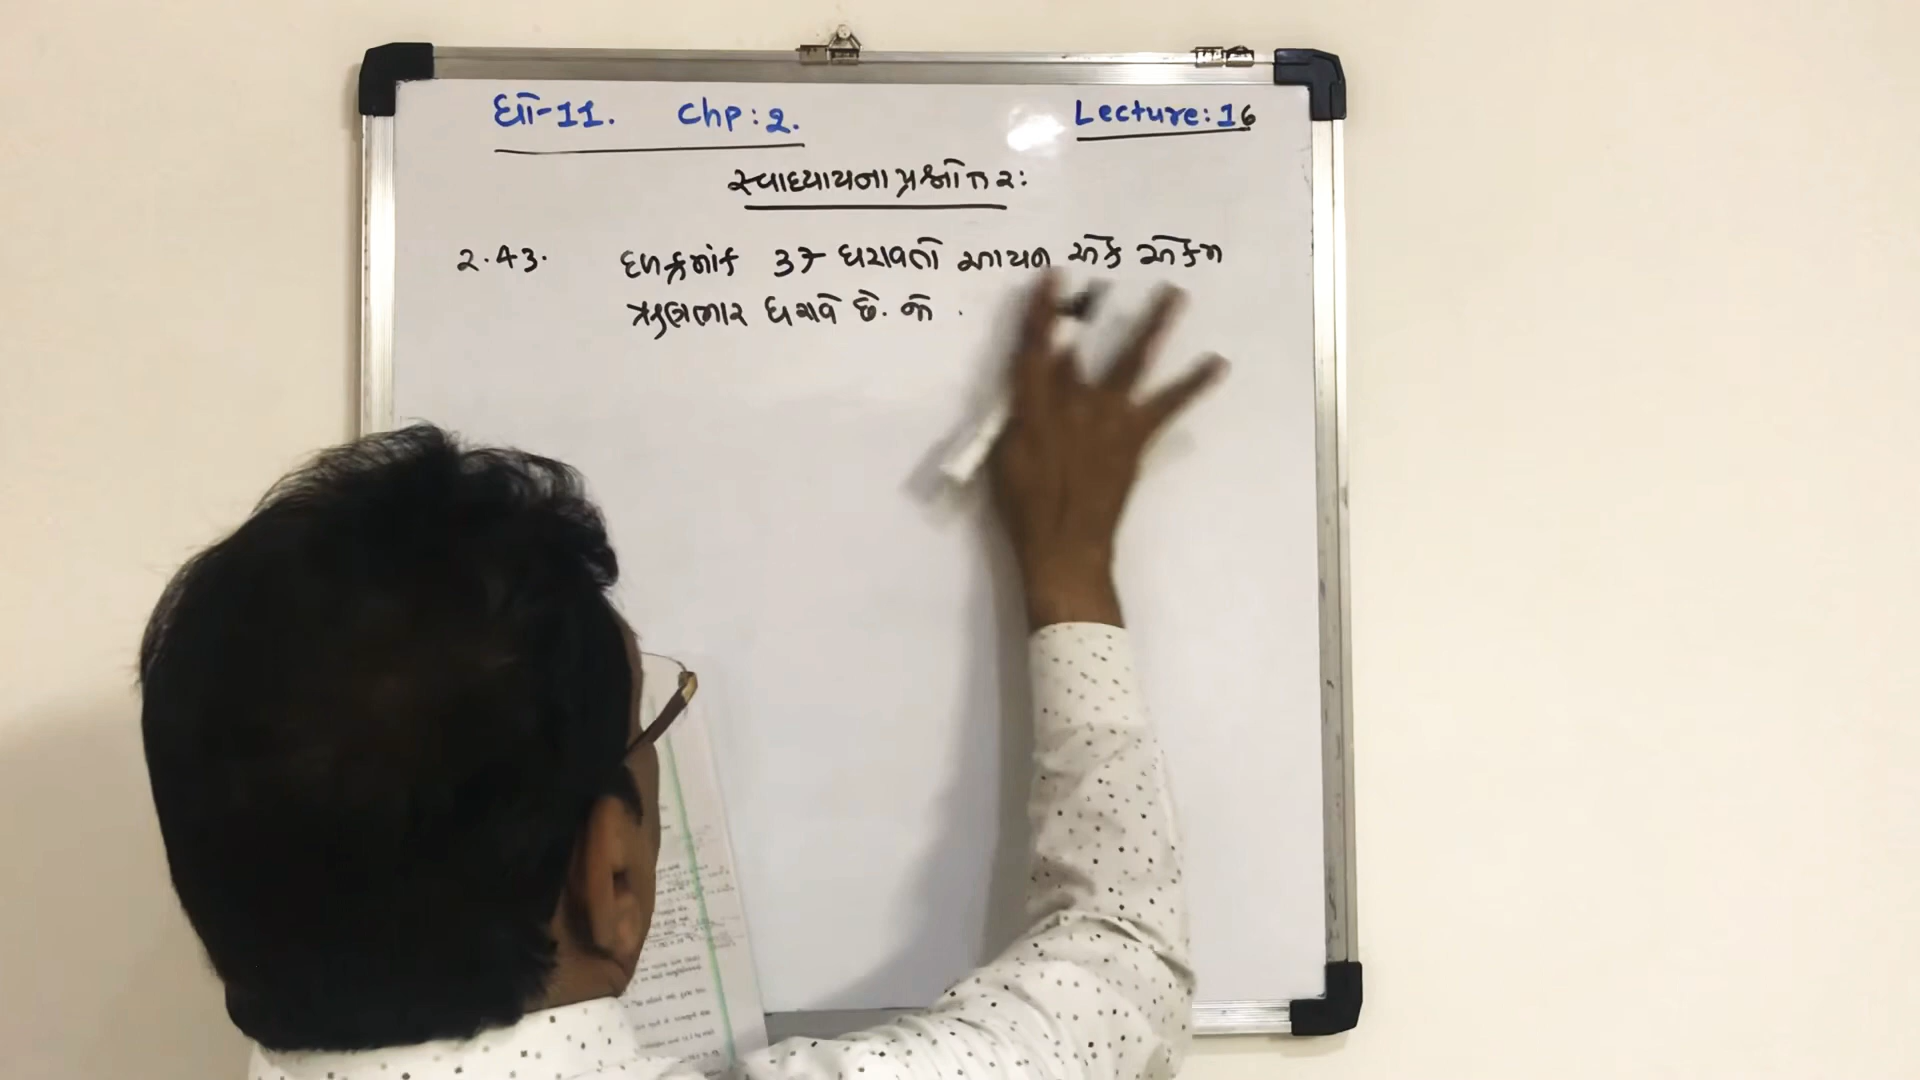 ધો-11. Chp: 2. Lecture: 16
સ્વાધ્યાયના પ્રશ્નોત્તર:
2.43. દળક્રમાંક 37 ધરાવતો આયન એક એકમ
ઋણભાર ધરાવે છે. જો